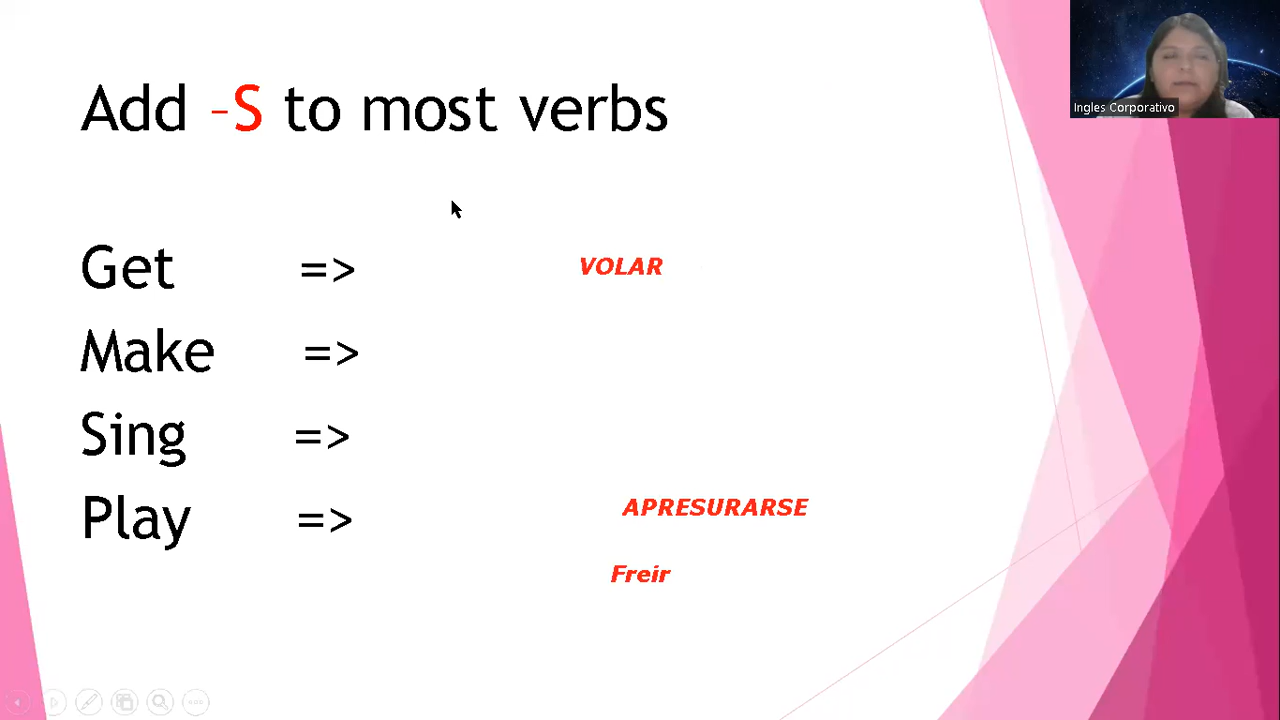 Ingles Corporativo
Add –S to most verbs
Get =>
VOLAR
Make =>
Sing =>
Play =>
APRESURARSE
Freir